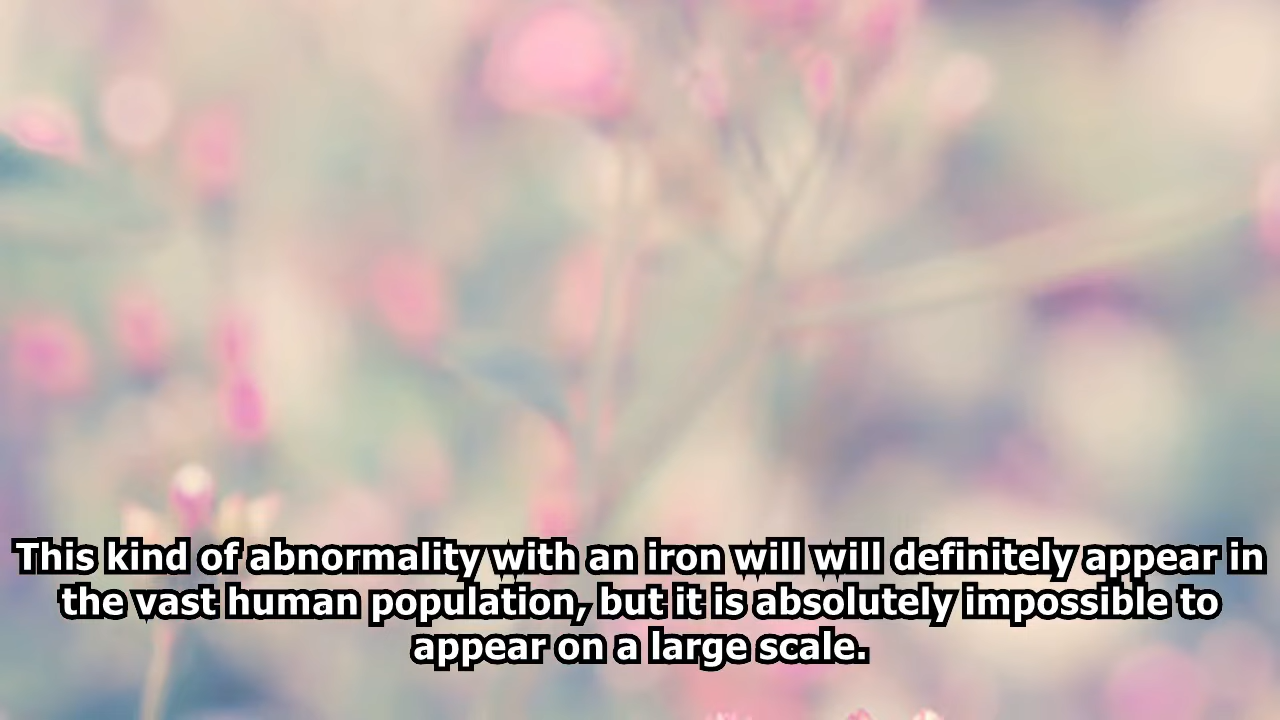 This kind of abnormality with an iron will will definitely appear in
the vast human population, but it is absolutely impossible to
appear on a large scale.